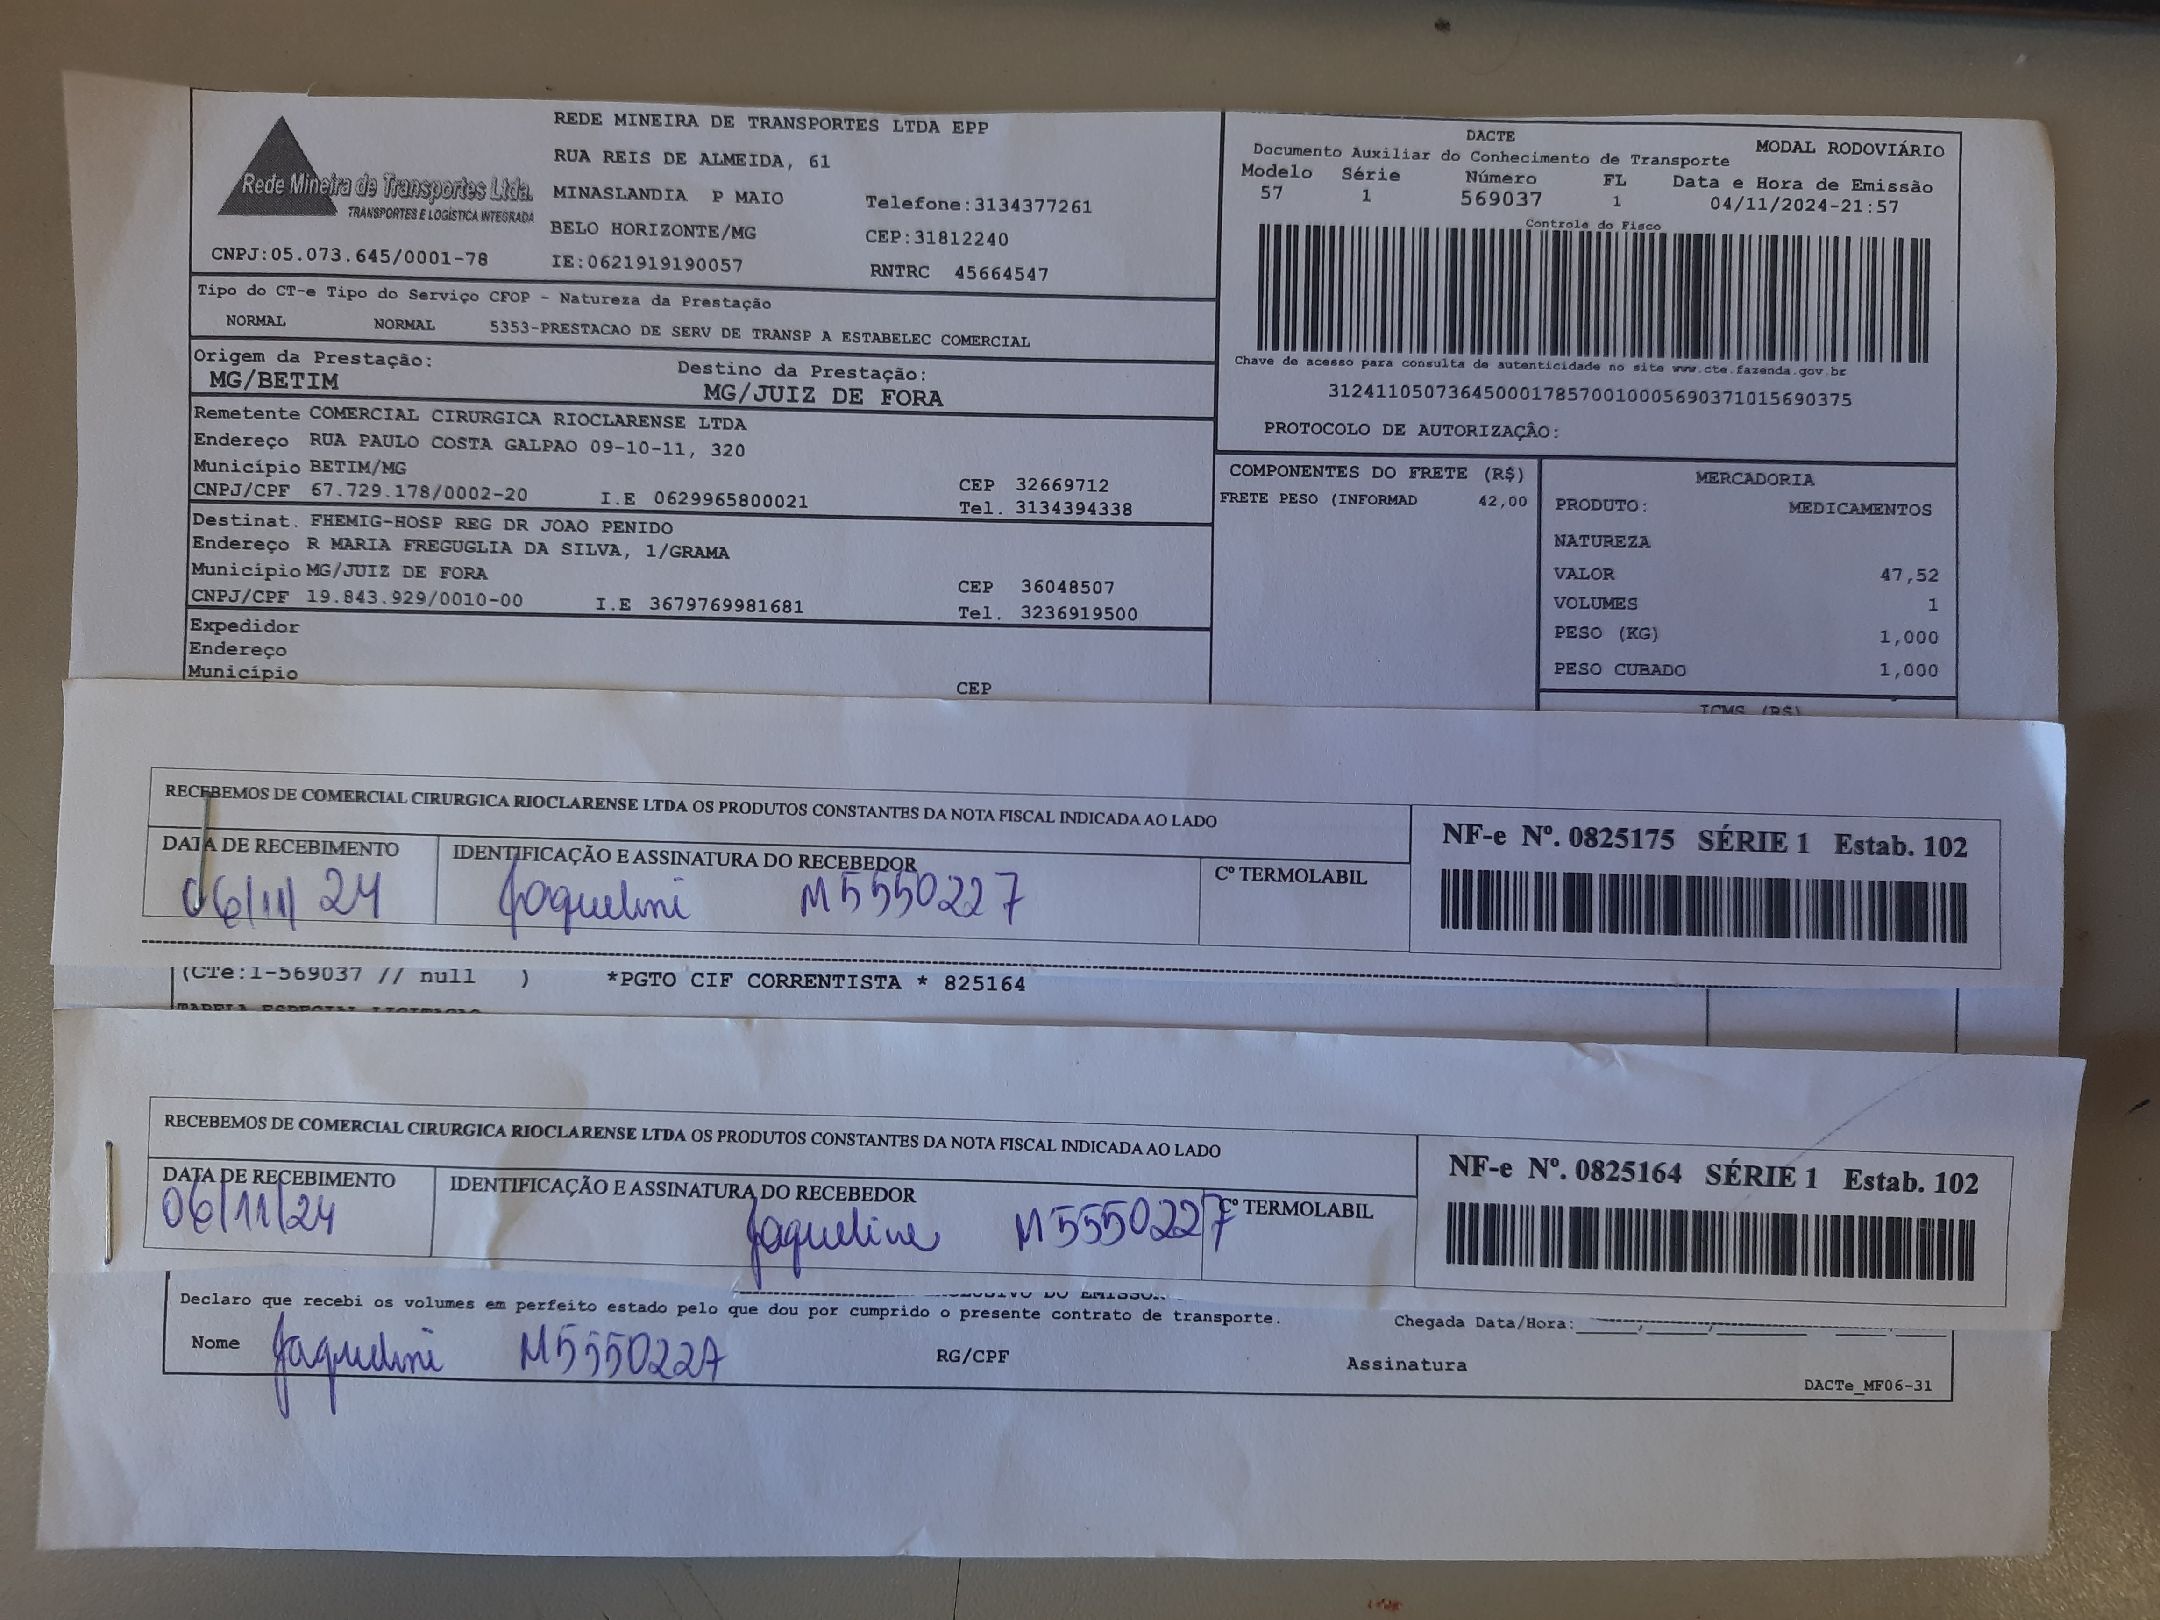 REDE MINEIRA DE TRANSPORTES LTDA EPP
RUA REIS DE ALMEIDA, 61
MINASLANDIA P MAIO Telefone:3134377261
BELO HORIZONTE/MG CEP:31812240
Rede Mineira de Transportes Ltda.
TRANSPORTES E LOGÍSTICA INTEGRADA
CNPJ:05.073.645/0001-78 IE:0621919190057 RNTRC 45664547
DACTE MODAL RODOVIÁRIO
Documento Auxiliar do Conhecimento de Transporte
Modelo Série Número FL Data e Hora de Emissão
57 1 569037 1 04/11/2024-21:57
Controle do Fisco
Chave de acesso para consulta de autenticidade no site www.cte.fazenda.gov.br
31241105073645000178570010005690371015690375
PROTOCOLO DE AUTORIZAÇÃO:
Tipo do CT-e Tipo do Serviço CFOP - Natureza da Prestação
NORMAL NORMAL 5353-PRESTACAO DE SERV DE TRANSP A ESTABELEC COMERCIAL
Origem da Prestação: Destino da Prestação:
MG/BETIM MG/JUIZ DE FORA
Remetente COMERCIAL CIRURGICA RIOCLARENSE LTDA
Endereço RUA PAULO COSTA GALPAO 09-10-11, 320
Município BETIM/MG CEP 32669712
CNPJ/CPF 67.729.178/0002-20 I.E 0629965800021 Tel. 3134394338
Destinat. FHEMIG-HOSP REG DR JOAO PENIDO
Endereço R MARIA FREGUGLIA DA SILVA, 1/GRAMA
Município MG/JUIZ DE FORA CEP 36048507
CNPJ/CPF 19.843.929/0010-00 I.E 3679769981681 Tel. 3236919500
Expedidor
Endereço
Município CEP
COMPONENTES DO FRETE (R$)
FRETE PESO (INFORMAD 42,00
MERCADORIA
PRODUTO: MEDICAMENTOS
NATUREZA
VALOR 47,52
VOLUMES 1
PESO (KG) 1,000
PESO CUBADO 1,000
ICMS (R$)
RECEBEMOS DE COMERCIAL CIRURGICA RIOCLARENSE LTDA OS PRODUTOS CONSTANTES DA NOTA FISCAL INDICADA AO LADO
NF-e Nº. 0825175 SÉRIE 1 Estab. 102
DATA DE RECEBIMENTO IDENTIFICAÇÃO E ASSINATURA DO RECEBEDOR Cº TERMOLABIL
06/11/24 Jaquelini M5550227
(CTe:1-569037 // null ) *PGTO CIF CORRENTISTA * 825164
TABELA ESPECIAL LICITACAO
RECEBEMOS DE COMERCIAL CIRURGICA RIOCLARENSE LTDA OS PRODUTOS CONSTANTES DA NOTA FISCAL INDICADA AO LADO
NF-e Nº. 0825164 SÉRIE 1 Estab. 102
DATA DE RECEBIMENTO IDENTIFICAÇÃO E ASSINATURA DO RECEBEDOR Cº TERMOLABIL
06/11/24 Jaqueline M5550227
Declaro que recebi os volumes em perfeito estado pelo que dou por cumprido o presente contrato de transporte. Chegada Data/Hora:
Nome Jaquelini M5550227 RG/CPF Assinatura
DACTe_MF06-31